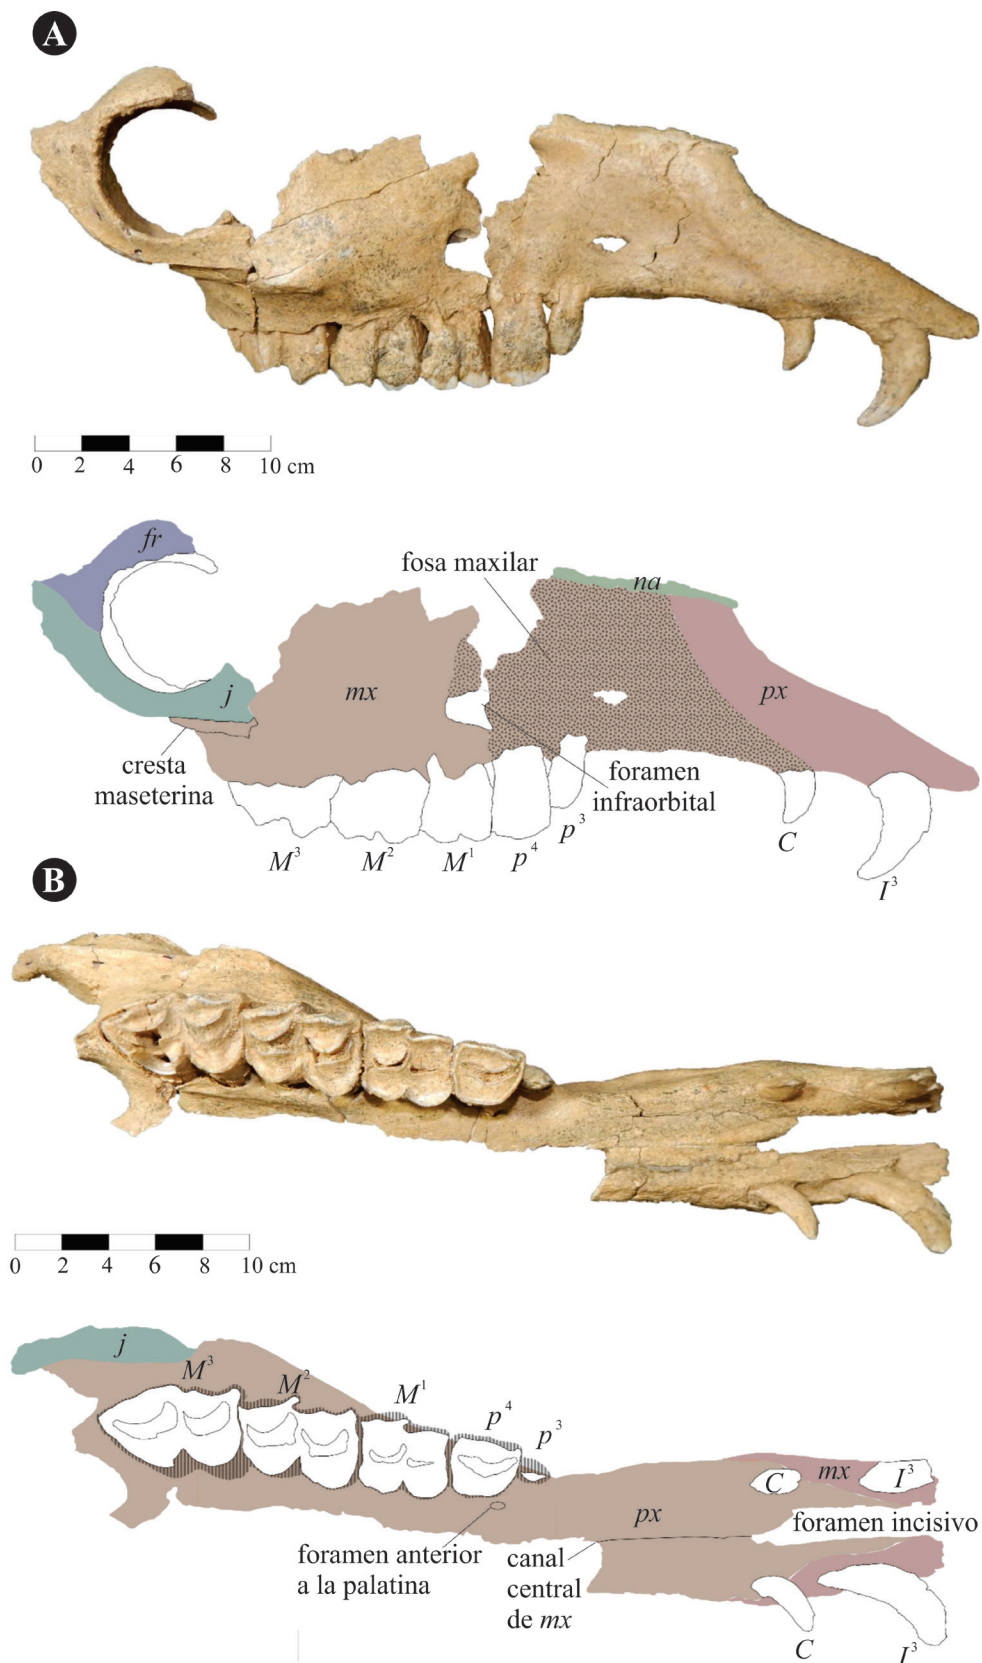 A
0 2 4 6 8 10 cm
fr
fosa maxilar
na
j
mx
px
cresta
maseterina
foramen
infraorbital
M³ M² M¹ p⁴ p³ C I³
B
0 2 4 6 8 10 cm
j
M³ M² M¹ p⁴ p³
C mx I³
px
foramen incisivo
foramen anterior
a la palatina
canal
central
de mx
C I³